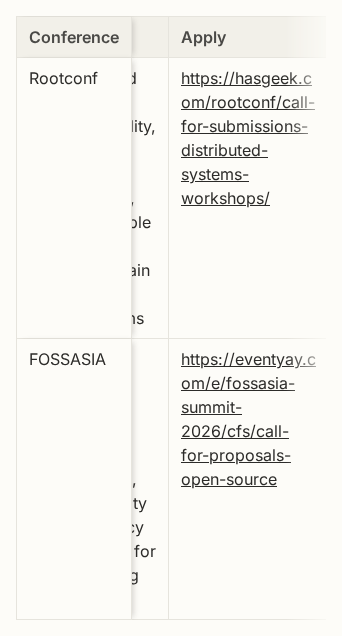 Conference Apply
Rootconf
https://hasgeek.c
om/rootconf/call-
for-submissions-
distributed-
systems-
workshops/
FOSSASIA
for
https://eventyay.c
om/e/fossasia-
summit-
2026/cfs/call-
for-proposals-
open-source